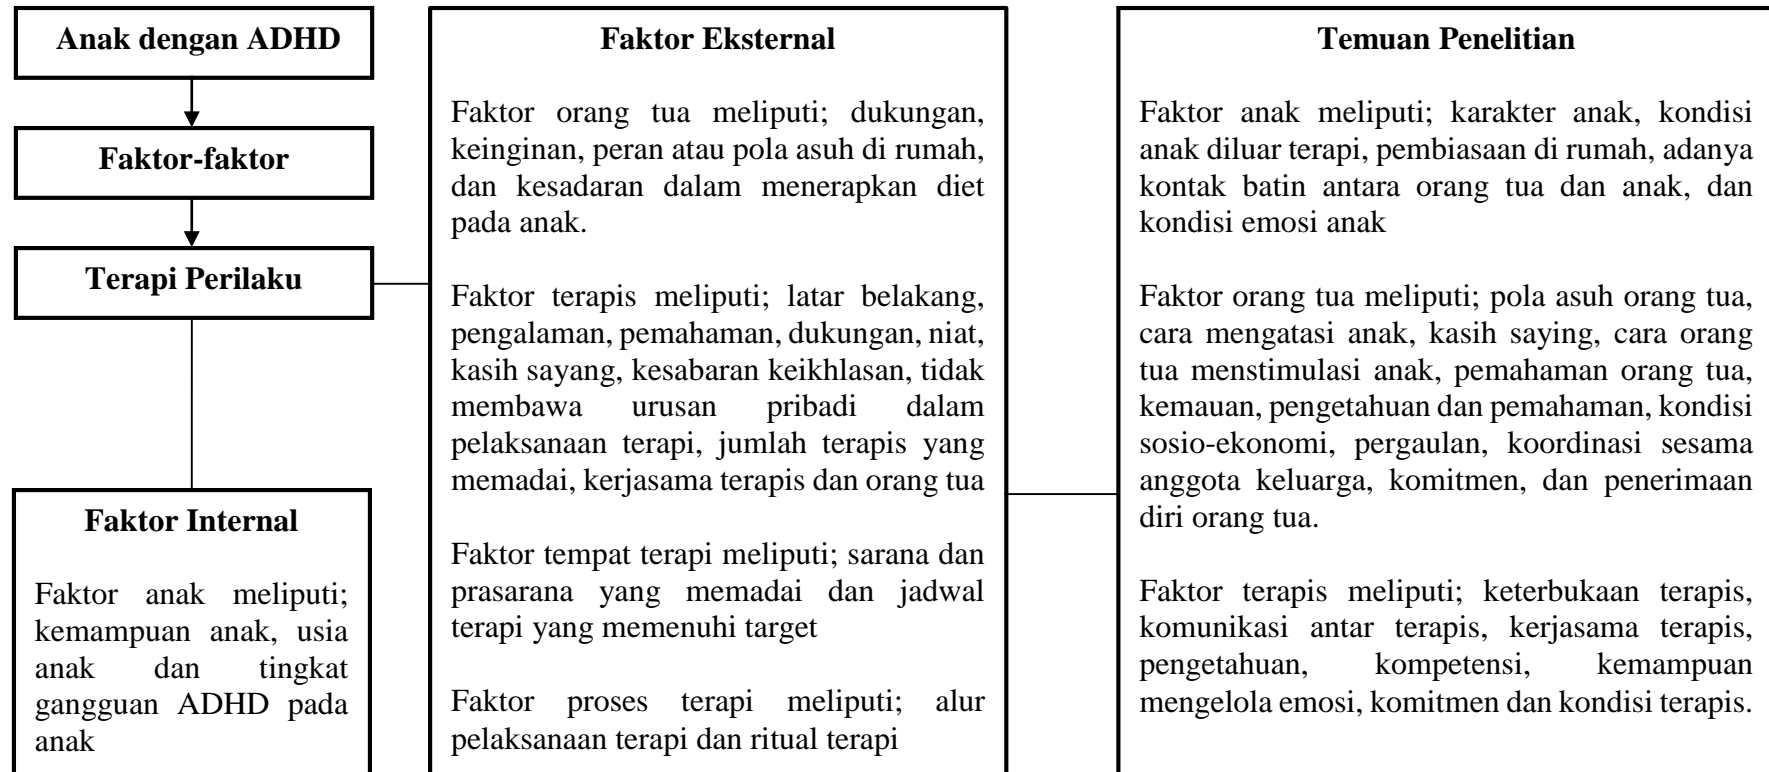 Anak dengan ADHD
Faktor-faktor
Terapi Perilaku
Faktor Internal
Faktor anak meliputi;
kemampuan anak, usia
anak dan tingkat
gangguan ADHD pada
anak
Faktor Eksternal
Faktor orang tua meliputi; dukungan,
keinginan, peran atau pola asuh di rumah,
dan kesadaran dalam menerapkan diet
pada anak.
Faktor terapis meliputi; latar belakang,
pengalaman, pemahaman, dukungan, niat,
kasih sayang, kesabaran keikhlasan, tidak
membawa urusan pribadi dalam
pelaksanaan terapi, jumlah terapis yang
memadai, kerjasama terapis dan orang tua
Faktor tempat terapi meliputi; sarana dan
prasarana yang memadai dan jadwal
terapi yang memenuhi target
Faktor proses terapi meliputi; alur
pelaksanaan terapi dan ritual terapi
Temuan Penelitian
Faktor anak meliputi; karakter anak, kondisi
anak diluar terapi, pembiasaan di rumah, adanya
kontak batin antara orang tua dan anak, dan
kondisi emosi anak
Faktor orang tua meliputi; pola asuh orang tua,
cara mengatasi anak, kasih saying, cara orang
tua menstimulasi anak, pemahaman orang tua,
kemauan, pengetahuan dan pemahaman, kondisi
sosio-ekonomi, pergaulan, koordinasi sesama
anggota keluarga, komitmen, dan penerimaan
diri orang tua.
Faktor terapis meliputi; keterbukaan terapis,
komunikasi antar terapis, kerjasama terapis,
pengetahuan, kompetensi, kemampuan
mengelola emosi, komitmen dan kondisi terapis.